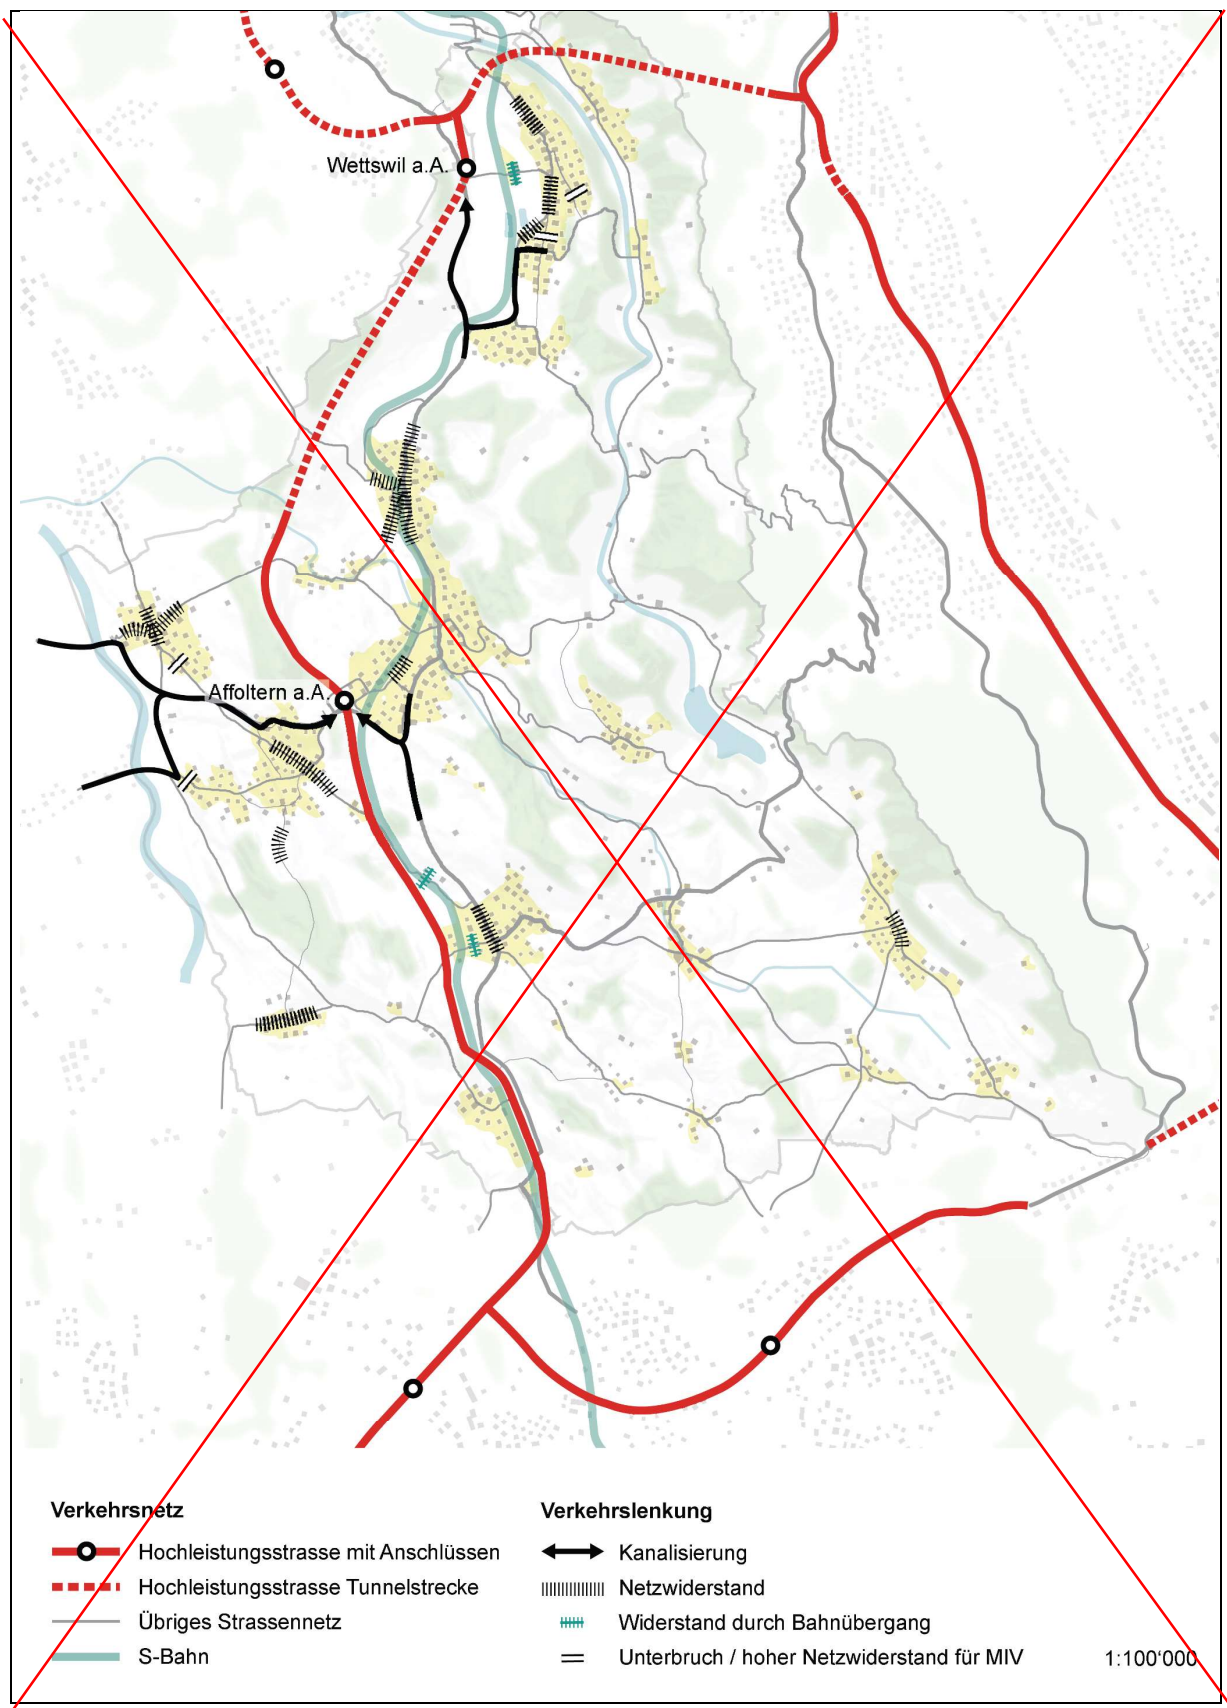 Wettswil a.A.
Affoltern a.A.
Verkehrsnetz
Hochleistungsstrasse mit Anschlüssen
Hochleistungsstrasse Tunnelstrecke
Übriges Strassennetz
S-Bahn
Verkehrslenkung
Kanalisierung
Netzwiderstand
Widerstand durch Bahnübergang
Unterbruch / hoher Netzwiderstand für MIV
1:100'000